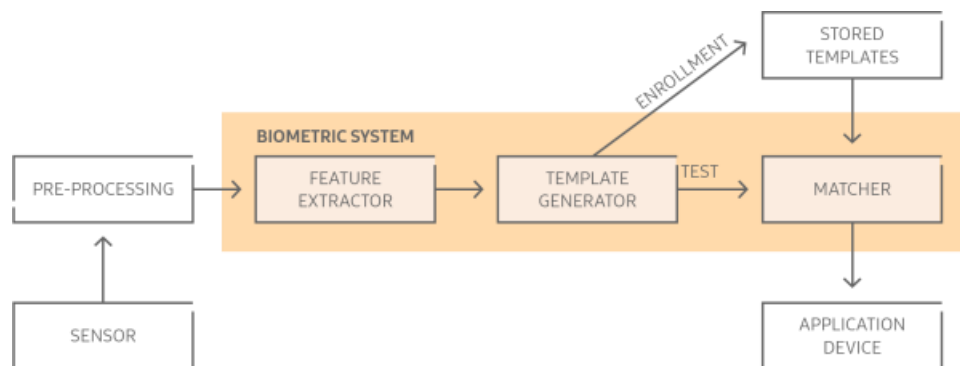 STORED
TEMPLATES
ENROLLMENT
BIOMETRIC SYSTEM
PRE-PROCESSING
FEATURE
EXTRACTOR
TEMPLATE
GENERATOR
TEST
MATCHER
SENSOR
APPLICATION
DEVICE